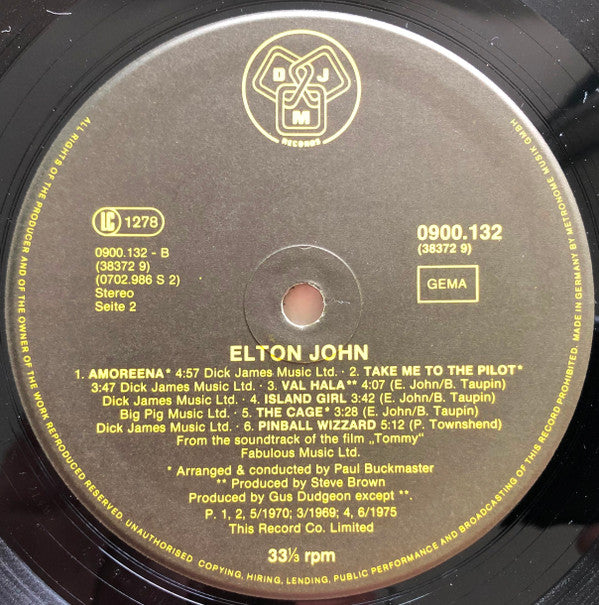 D J
M
RECORDS
LC 1278
0900.132 - B
(38372 9)
(0702.986 S 2)
Stereo
Seite 2
0900.132
(38372 9)
GEMA
ELTON JOHN
1. AMOREENA* 4:57 Dick James Music Ltd. · 2. TAKE ME TO THE PILOT*
3:47 Dick James Music Ltd. · 3. VAL HALA** 4:07 (E. John/B. Taupin)
Dick James Music Ltd. · 4. ISLAND GIRL 3:42 (E. John/B. Taupin)
Big Pig Music Ltd. · 5. THE CAGE* 3:28 (E. John/B. Taupin)
Dick James Music Ltd. · 6. PINBALL WIZZARD 5:12 (P. Townshend)
From the soundtrack of the film „Tommy”
Fabulous Music Ltd.
* Arranged & conducted by Paul Buckmaster
** Produced by Steve Brown
Produced by Gus Dudgeon except **.
P. 1, 2, 5/1970; 3/1969; 4, 6/1975
This Record Co. Limited
33⅓ rpm
ALL RIGHTS OF THE PRODUCER AND OF THE OWNER OF THE WORK REPRODUCED RESERVED. UNAUTHORISED COPYING, HIRING, LENDING, PUBLIC PERFORMANCE AND BROADCASTING OF THIS RECORD PROHIBITED. MADE IN GERMANY BY METRONOME MUSIK GMBH